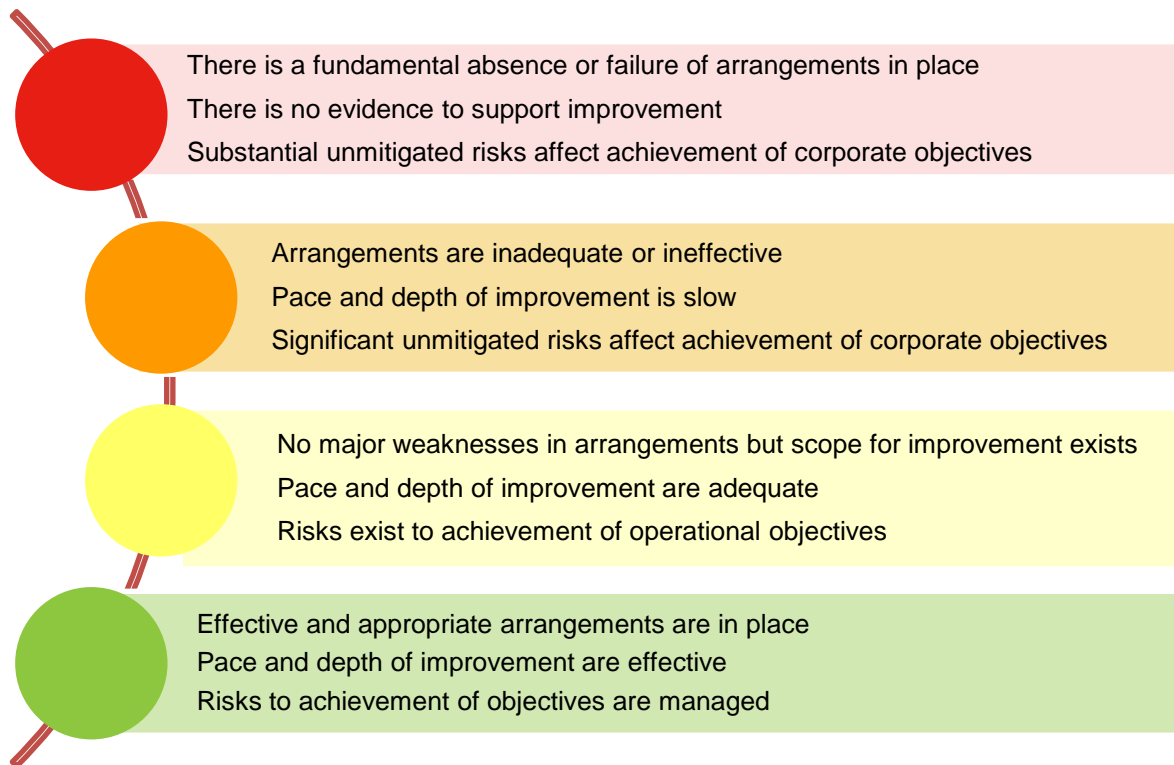 There is a fundamental absence or failure of arrangements in place
There is no evidence to support improvement
Substantial unmitigated risks affect achievement of corporate objectives
Arrangements are inadequate or ineffective
Pace and depth of improvement is slow
Significant unmitigated risks affect achievement of corporate objectives
No major weaknesses in arrangements but scope for improvement exists
Pace and depth of improvement are adequate
Risks exist to achievement of operational objectives
Effective and appropriate arrangements are in place
Pace and depth of improvement are effective
Risks to achievement of objectives are managed